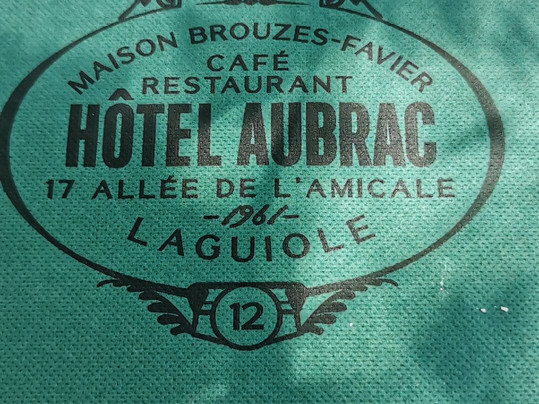 MAISON BROUZES-FAVIER
CAFÉ
RESTAURANT
HÔTEL AUBRAC
17 ALLÉE DE L'AMICALE
-1961-
LAGUIOLE
12